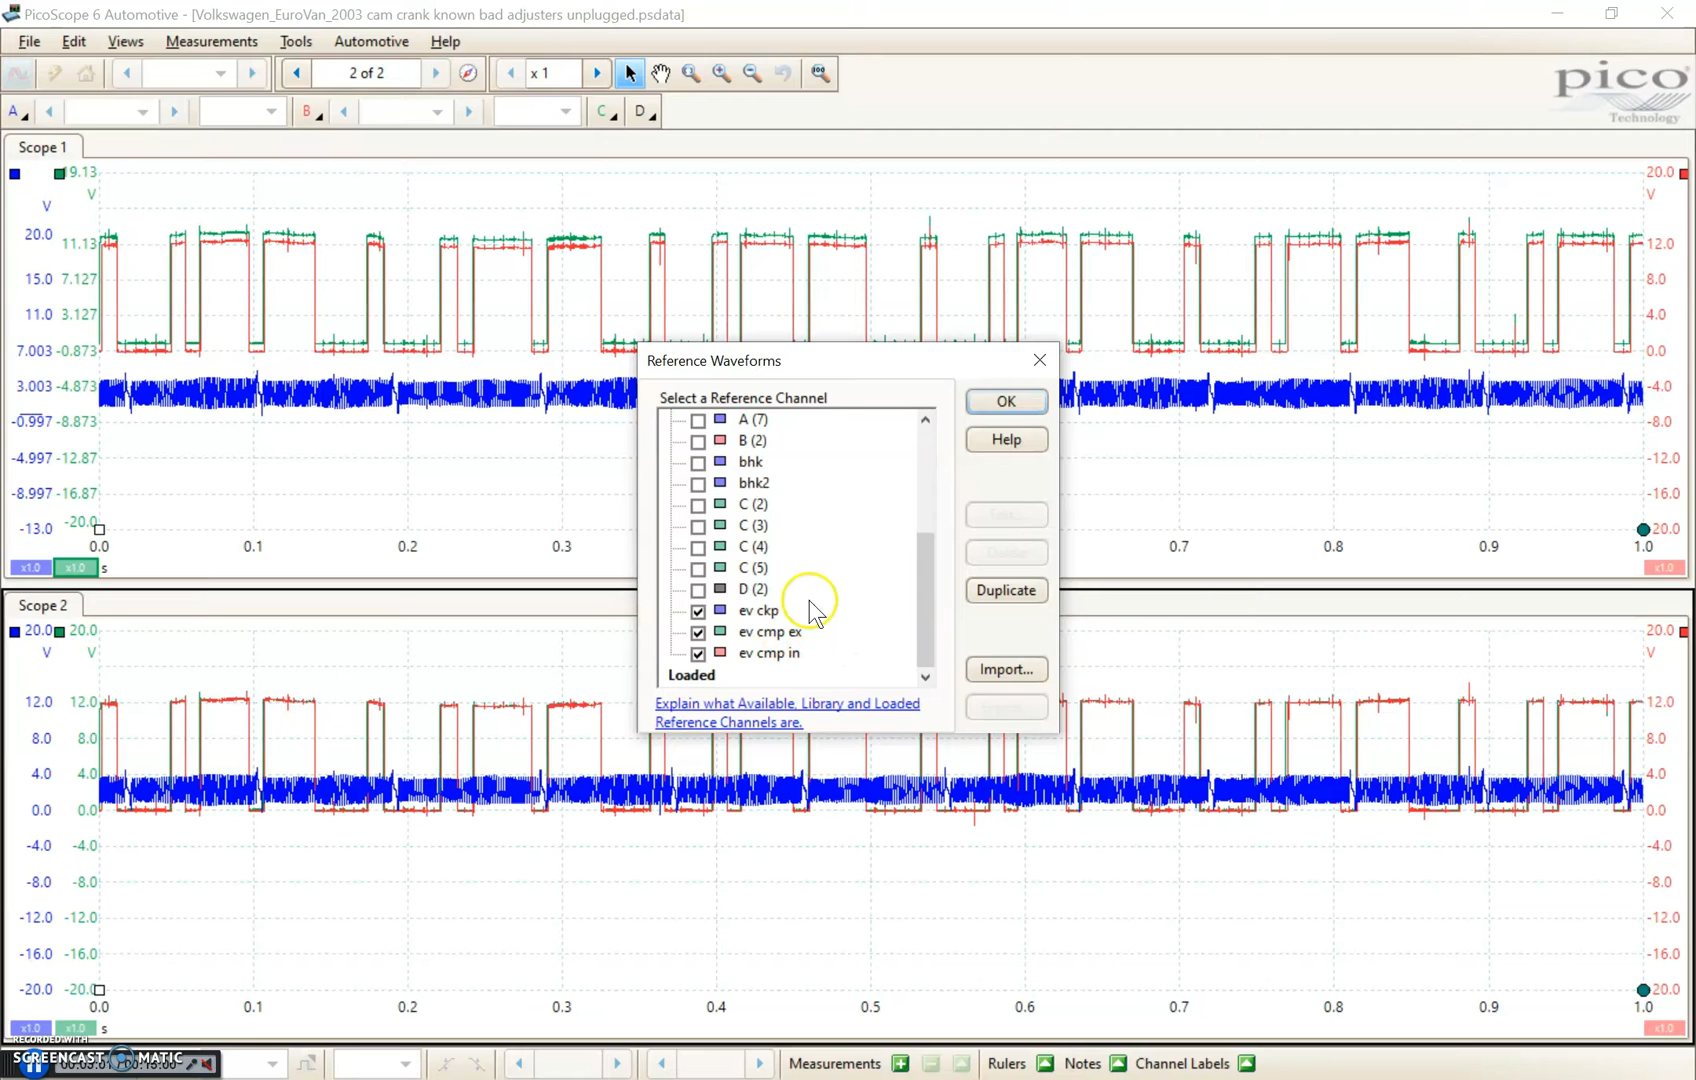 PicoScope 6 Automotive - [Volkswagen_EuroVan_2003 cam crank known bad adjusters unplugged.psdata]
File Edit Views Measurements Tools Automotive Help
2 of 2 x 1
pico
Technology
A B C D
Scope 1
19.13 20.0
V V
V
20.0 11.13 12.0
15.0 7.127 8.0
11.0 3.127 4.0
7.003 -0.873 0.0
3.003 -4.873 -4.0
-0.997 -8.873 -8.0
-4.997 -12.87 -12.0
-8.997 -16.87 -16.0
-13.0 -20.0 -20.0
0.0 0.1 0.2 0.3 0.7 0.8 0.9 1.0
x1.0 x1.0 s x1.0
Reference Waveforms
Select a Reference Channel
A (7)
B (2)
bhk
bhk2
C (2)
C (3)
C (4)
C (5)
D (2)
ev ckp
ev cmp ex
ev cmp in
Loaded
Explain what Available, Library and Loaded
Reference Channels are.
OK
Help
Duplicate
Import...
Scope 2
20.0 20.0 20.0
V V V
12.0 12.0 12.0
8.0 8.0 8.0
4.0 4.0 4.0
0.0 0.0 0.0
-4.0 -4.0 -4.0
-8.0 -8.0 -8.0
-12.0 -12.0 -12.0
-16.0 -16.0 -16.0
-20.0 -20.0 -20.0
0.0 0.1 0.2 0.3 0.4 0.5 0.6 0.7 0.8 0.9 1.0
x1.0 x1.0 s x1.0
RECORDED WITH
SCREENCAST MATIC
Measurements Rulers Notes Channel Labels